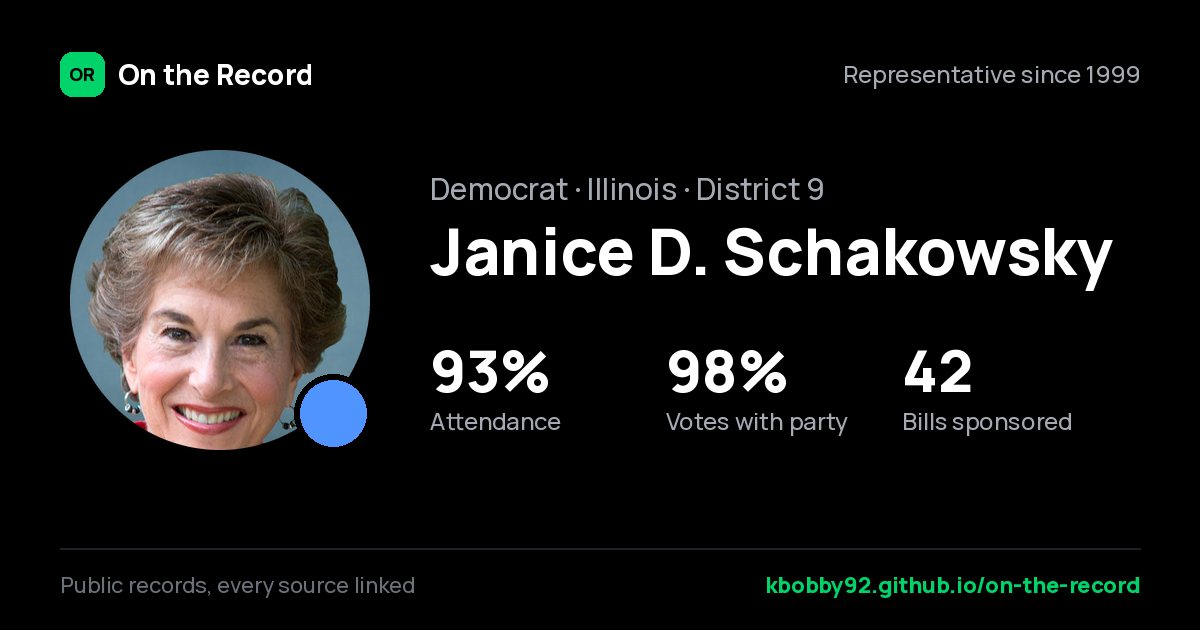 OR On the Record
Representative since 1999
Democrat · Illinois · District 9
Janice D. Schakowsky
93% 98% 42
Attendance Votes with party Bills sponsored
Public records, every source linked
kbobby92.github.io/on-the-record